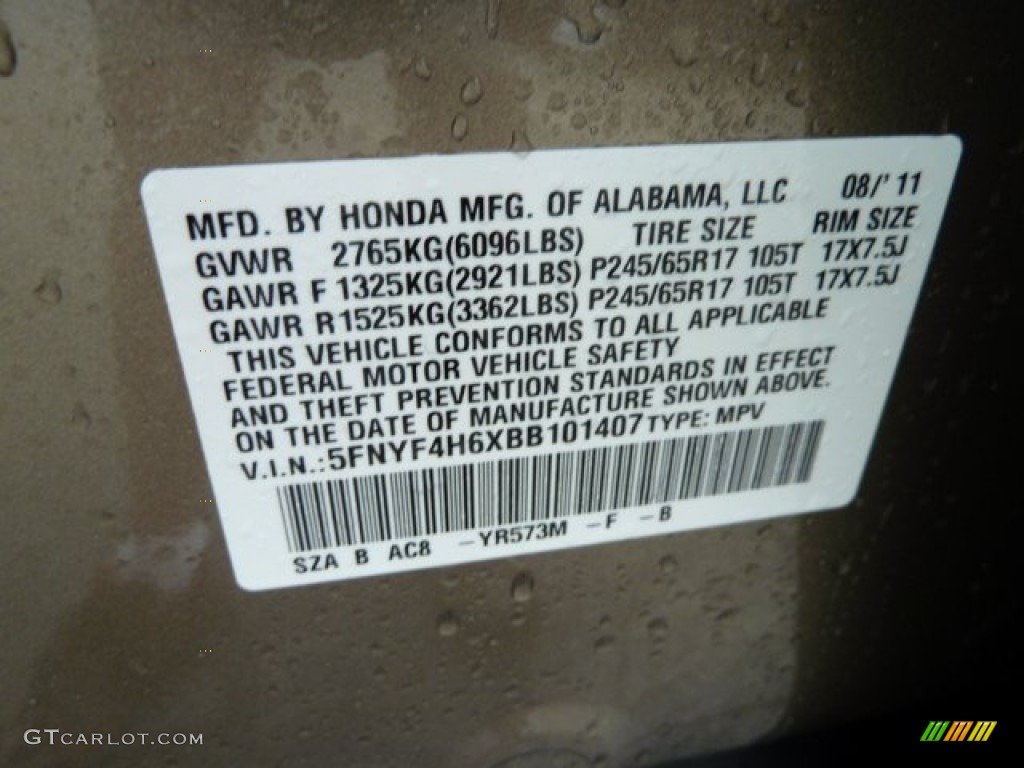 MFD. BY HONDA MFG. OF ALABAMA, LLC 08/' 11
GVWR 2765KG(6096LBS) TIRE SIZE RIM SIZE
GAWR F 1325KG(2921LBS) P245/65R17 105T 17X7.5J
GAWR R 1525KG(3362LBS) P245/65R17 105T 17X7.5J
THIS VEHICLE CONFORMS TO ALL APPLICABLE
FEDERAL MOTOR VEHICLE SAFETY
AND THEFT PREVENTION STANDARDS IN EFFECT
ON THE DATE OF MANUFACTURE SHOWN ABOVE.
V.I.N.:5FNYF4H6XBB101407 TYPE: MPV
SZA B AC8 -YR573M -F -B
GTCARLOT.COM